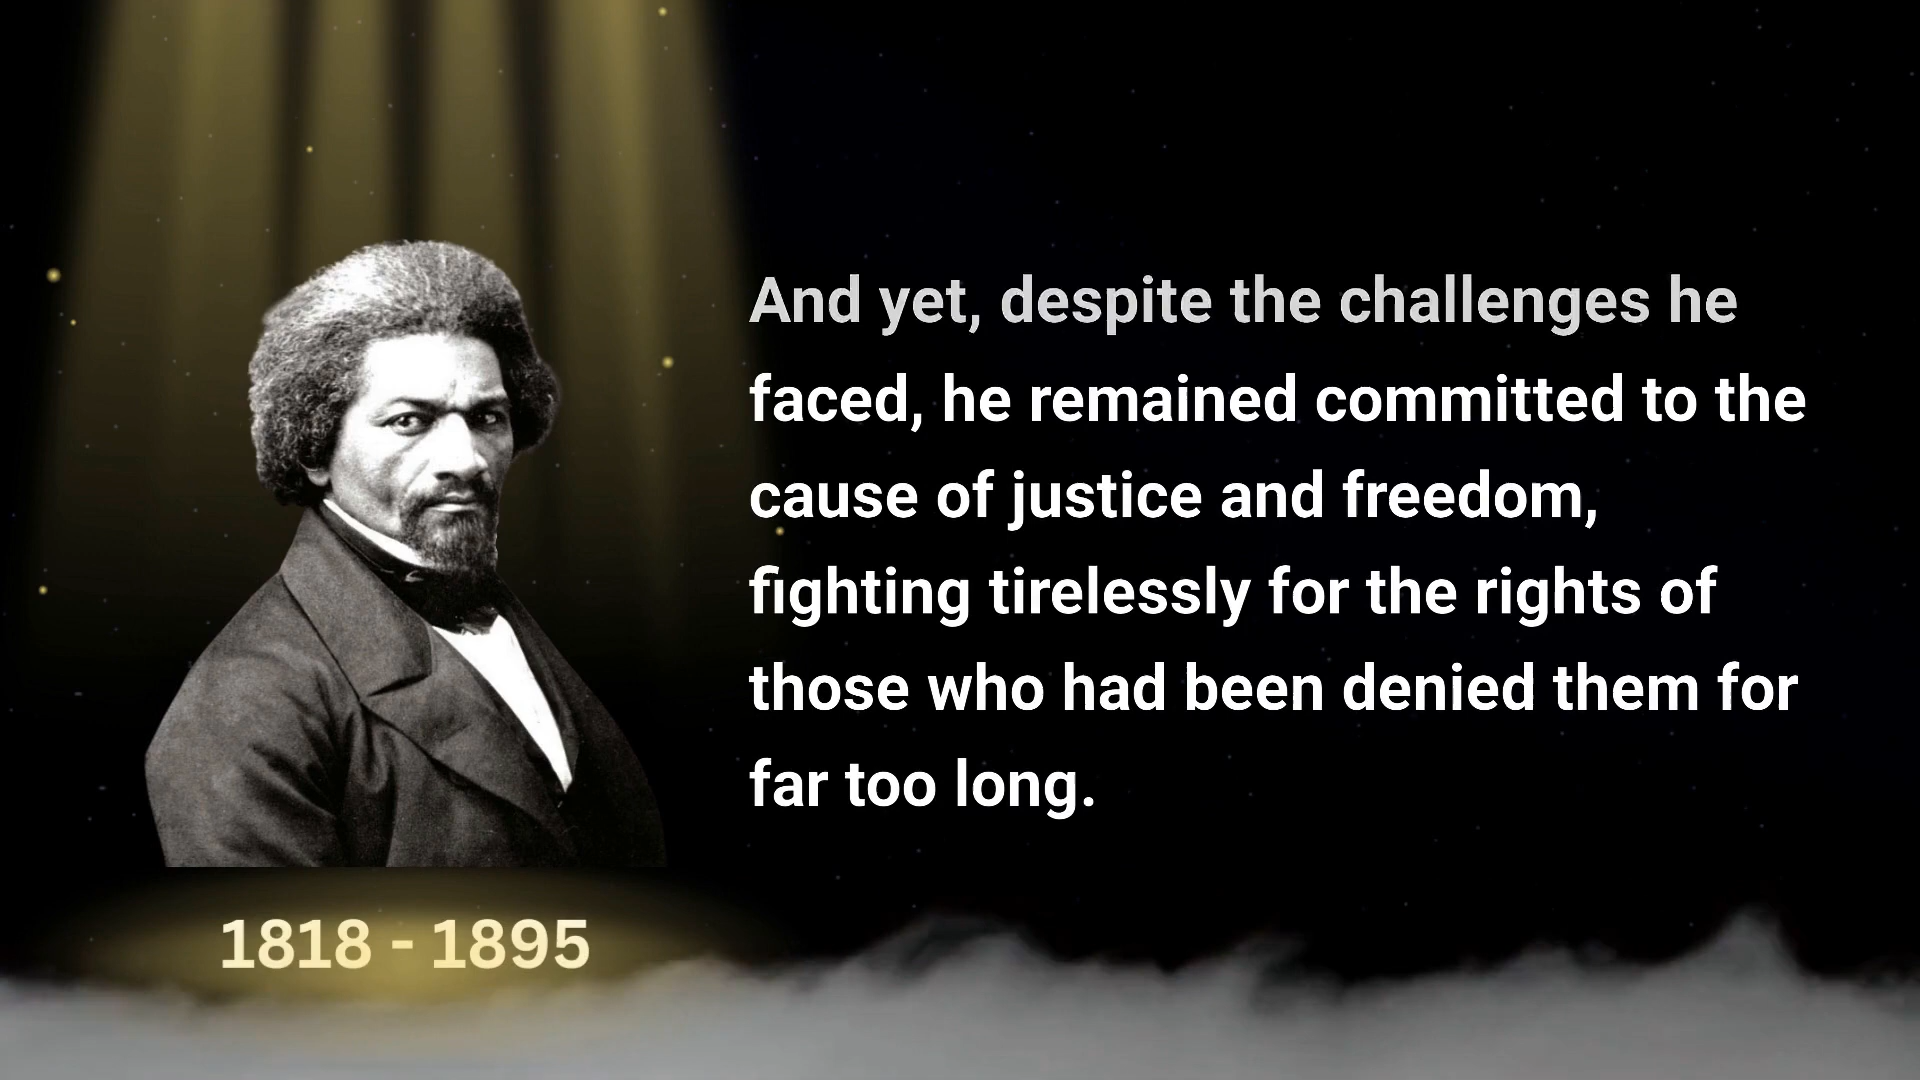 And yet, despite the challenges he
faced, he remained committed to the
cause of justice and freedom,
fighting tirelessly for the rights of
those who had been denied them for
far too long.
1818 - 1895